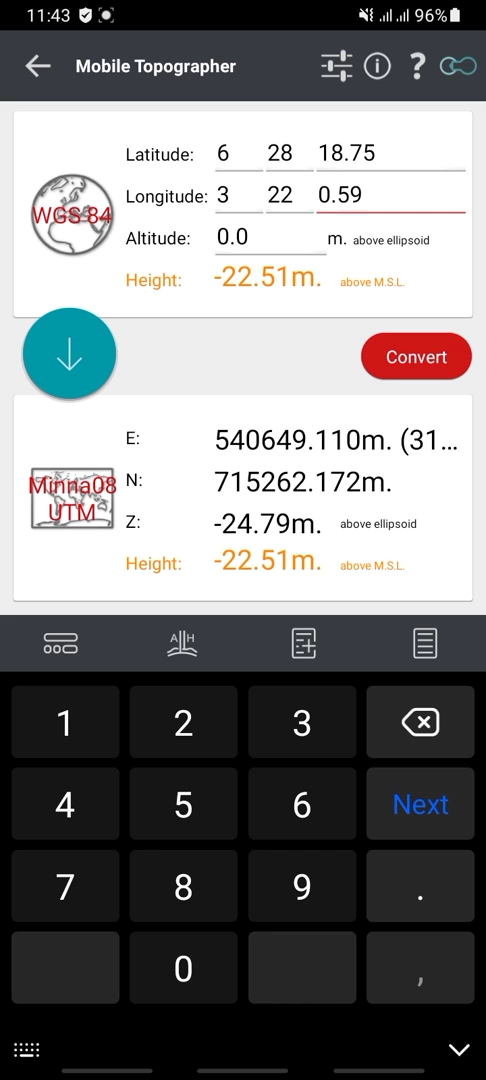 11:43 96%
Mobile Topographer ?
Latitude: 6 28 18.75
WGS 84
Longitude: 3 22 0.59
Altitude: 0.0 m. above ellipsoid
Height: -22.51m. above M.S.L.
Convert
E: 540649.110m. (31...
Minna08
UTM
N: 715262.172m.
Z: -24.79m. above ellipsoid
Height: -22.51m. above M.S.L.
A H
1 2 3
4 5 6 Next
7 8 9 .
0 ,